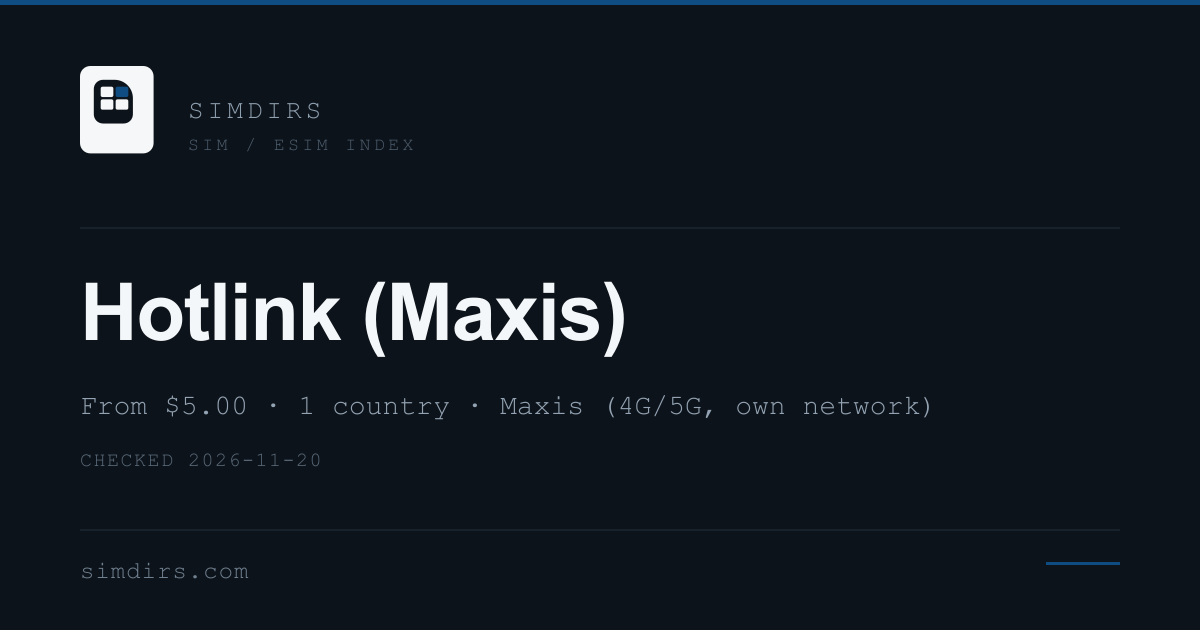 SIMDIRS
SIM / ESIM INDEX
Hotlink (Maxis)
From $5.00 · 1 country · Maxis (4G/5G, own network)
CHECKED 2026-11-20
simdirs.com